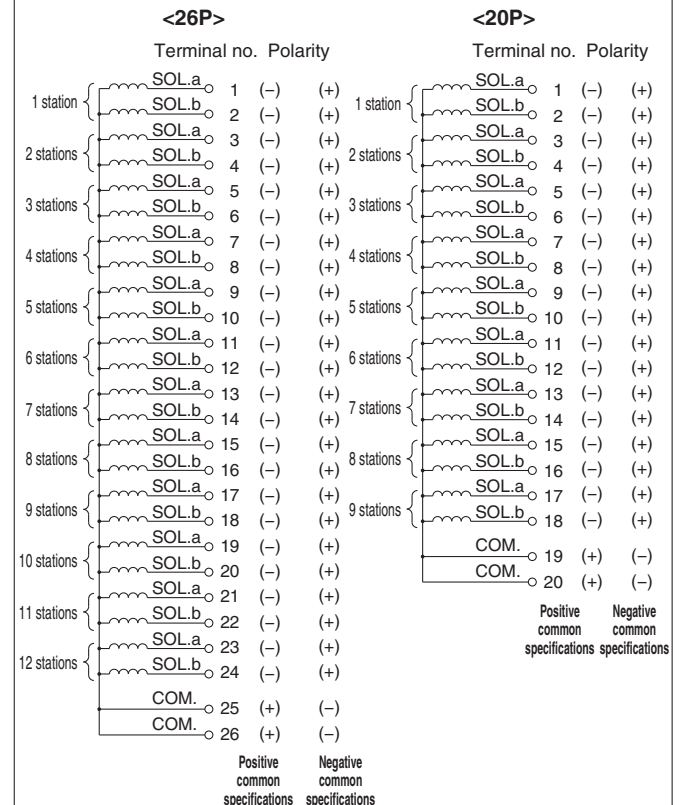 <26P>
Terminal no. Polarity
1 station
SOL.a 1 (–) (+)
SOL.b 2 (–) (+)
2 stations
SOL.a 3 (–) (+)
SOL.b 4 (–) (+)
3 stations
SOL.a 5 (–) (+)
SOL.b 6 (–) (+)
4 stations
SOL.a 7 (–) (+)
SOL.b 8 (–) (+)
5 stations
SOL.a 9 (–) (+)
SOL.b 10 (–) (+)
6 stations
SOL.a 11 (–) (+)
SOL.b 12 (–) (+)
7 stations
SOL.a 13 (–) (+)
SOL.b 14 (–) (+)
8 stations
SOL.a 15 (–) (+)
SOL.b 16 (–) (+)
9 stations
SOL.a 17 (–) (+)
SOL.b 18 (–) (+)
10 stations
SOL.a 19 (–) (+)
SOL.b 20 (–) (+)
11 stations
SOL.a 21 (–) (+)
SOL.b 22 (–) (+)
12 stations
SOL.a 23 (–) (+)
SOL.b 24 (–) (+)
COM. 25 (+) (–)
COM. 26 (+) (–)
Positive
common
specifications
Negative
common
specifications
<20P>
Terminal no. Polarity
1 station
SOL.a 1 (–) (+)
SOL.b 2 (–) (+)
2 stations
SOL.a 3 (–) (+)
SOL.b 4 (–) (+)
3 stations
SOL.a 5 (–) (+)
SOL.b 6 (–) (+)
4 stations
SOL.a 7 (–) (+)
SOL.b 8 (–) (+)
5 stations
SOL.a 9 (–) (+)
SOL.b 10 (–) (+)
6 stations
SOL.a 11 (–) (+)
SOL.b 12 (–) (+)
7 stations
SOL.a 13 (–) (+)
SOL.b 14 (–) (+)
8 stations
SOL.a 15 (–) (+)
SOL.b 16 (–) (+)
9 stations
SOL.a 17 (–) (+)
SOL.b 18 (–) (+)
COM. 19 (+) (–)
COM. 20 (+) (–)
Positive
common
specifications
Negative
common
specifications